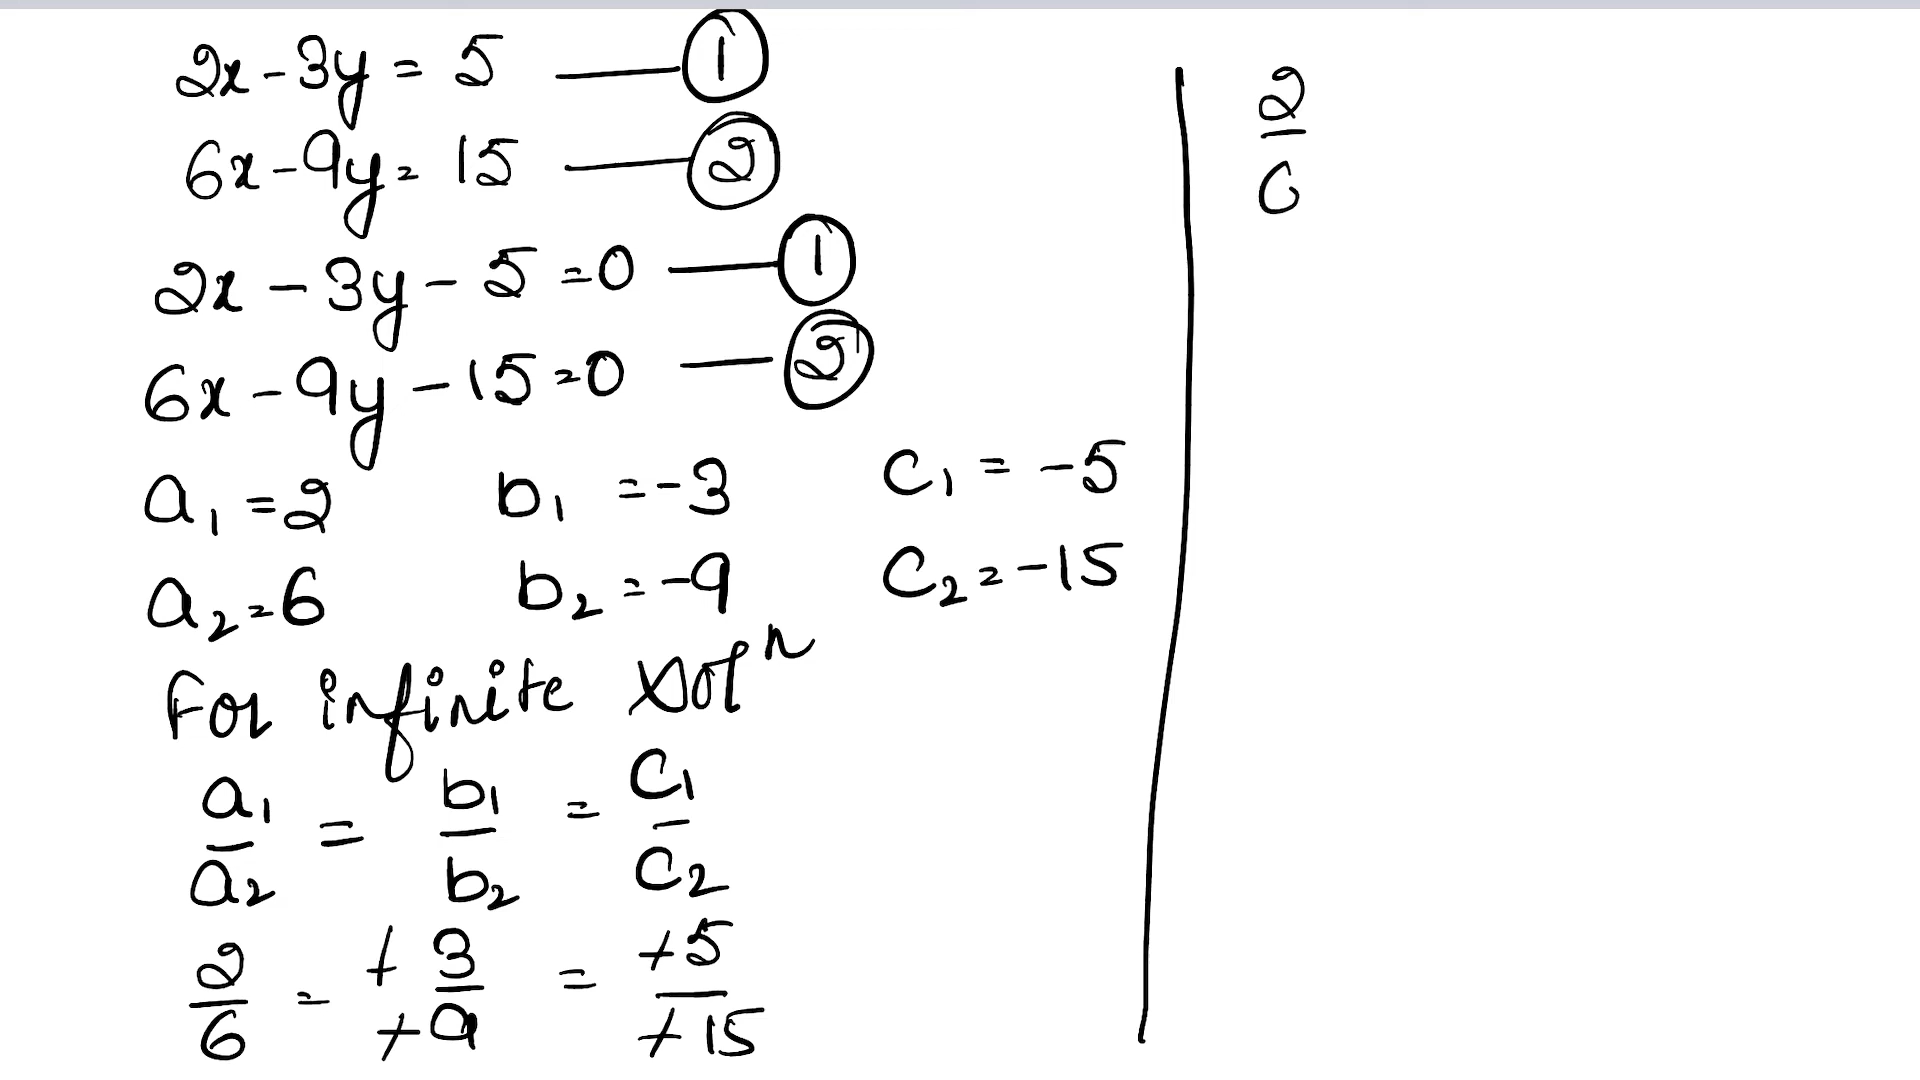 2x - 3y = 5 —— ①
6x - 9y = 15 —— ②
2x - 3y - 5 = 0 —— ①
6x - 9y - 15 = 0 —— ②
a₁ = 2 b₁ = -3 c₁ = -5
a₂ = 6 b₂ = -9 c₂ = -15
For infinite solⁿ
a₁/a₂ = b₁/b₂ = c₁/c₂
2/6 = +3/+9 = +5/+15
2
6